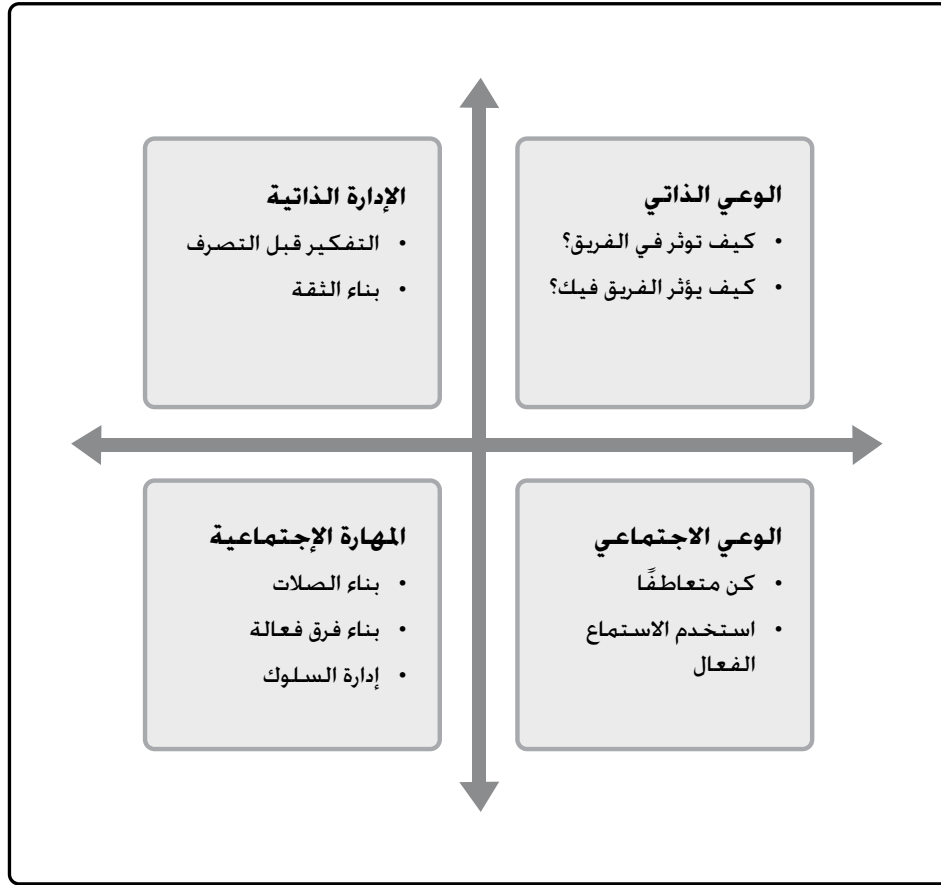 الوعي الذاتي
• كيف توثر في الفريق؟
• كيف يؤثر الفريق فيك؟
الإدارة الذاتية
• التفكير قبل التصرف
• بناء الثقة
الوعي الاجتماعي
• كن متعاطفًا
• استخدم الاستماع
الفعال
المهارة الإجتماعية
• بناء الصلات
• بناء فرق فعالة
• إدارة السلوك